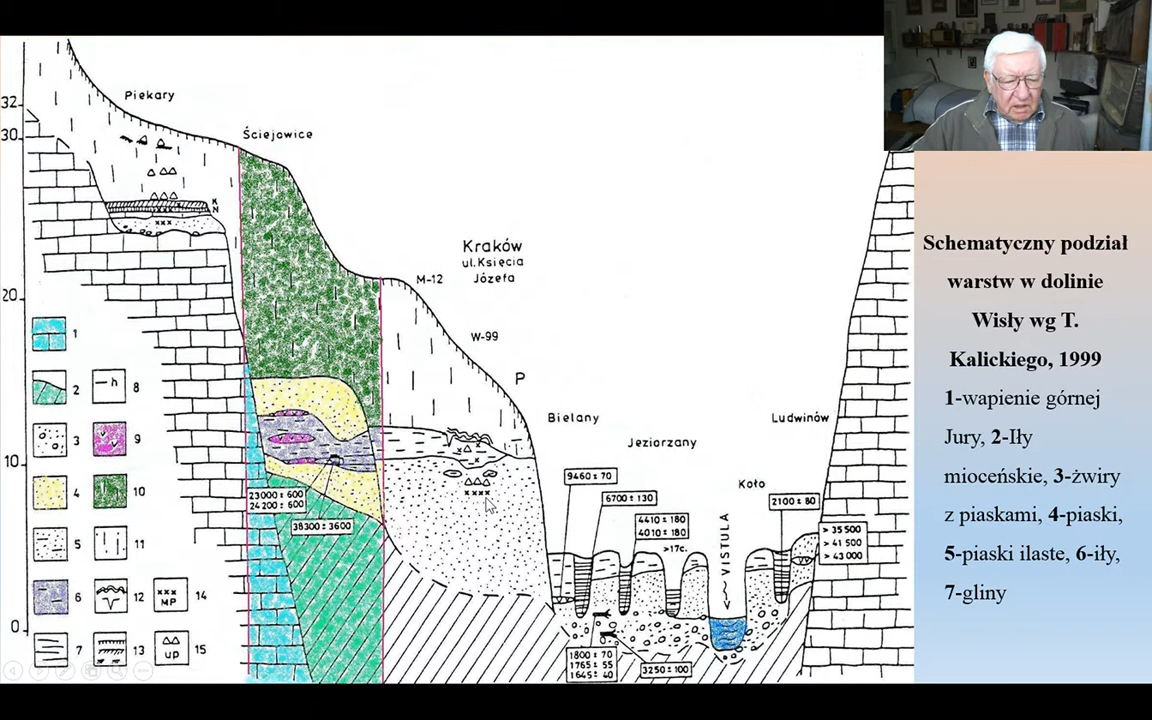 32
30
20
10
0
Piekary
Ściejowice
K
N
Kraków
ul. Księcia
Józefa
M-12
W-99
P
Bielany
Jeziorzany
Ludwinów
Koło
VISTULA
9460 ± 70
6700 ± 130
4410 ± 180
4010 ± 180
>17c.
2100 ± 80
> 35 500
> 41 500
> 43 000
23000 ± 600
24 200 ± 600
38300 ± 3600
1800 ± 70
1765 ± 55
1645 ± 40
3250 ± 100
1
2
h 8
3
9
4
10
5
11
6
12
xxx
MP
14
7
13
UP
15
Schematyczny podział
warstw w dolinie
Wisły wg T.
Kalickiego, 1999
1-wapienie górnej
Jury, 2-Iły
mioceńskie, 3-żwiry
z piaskami, 4-piaski,
5-piaski ilaste, 6-iły,
7-gliny